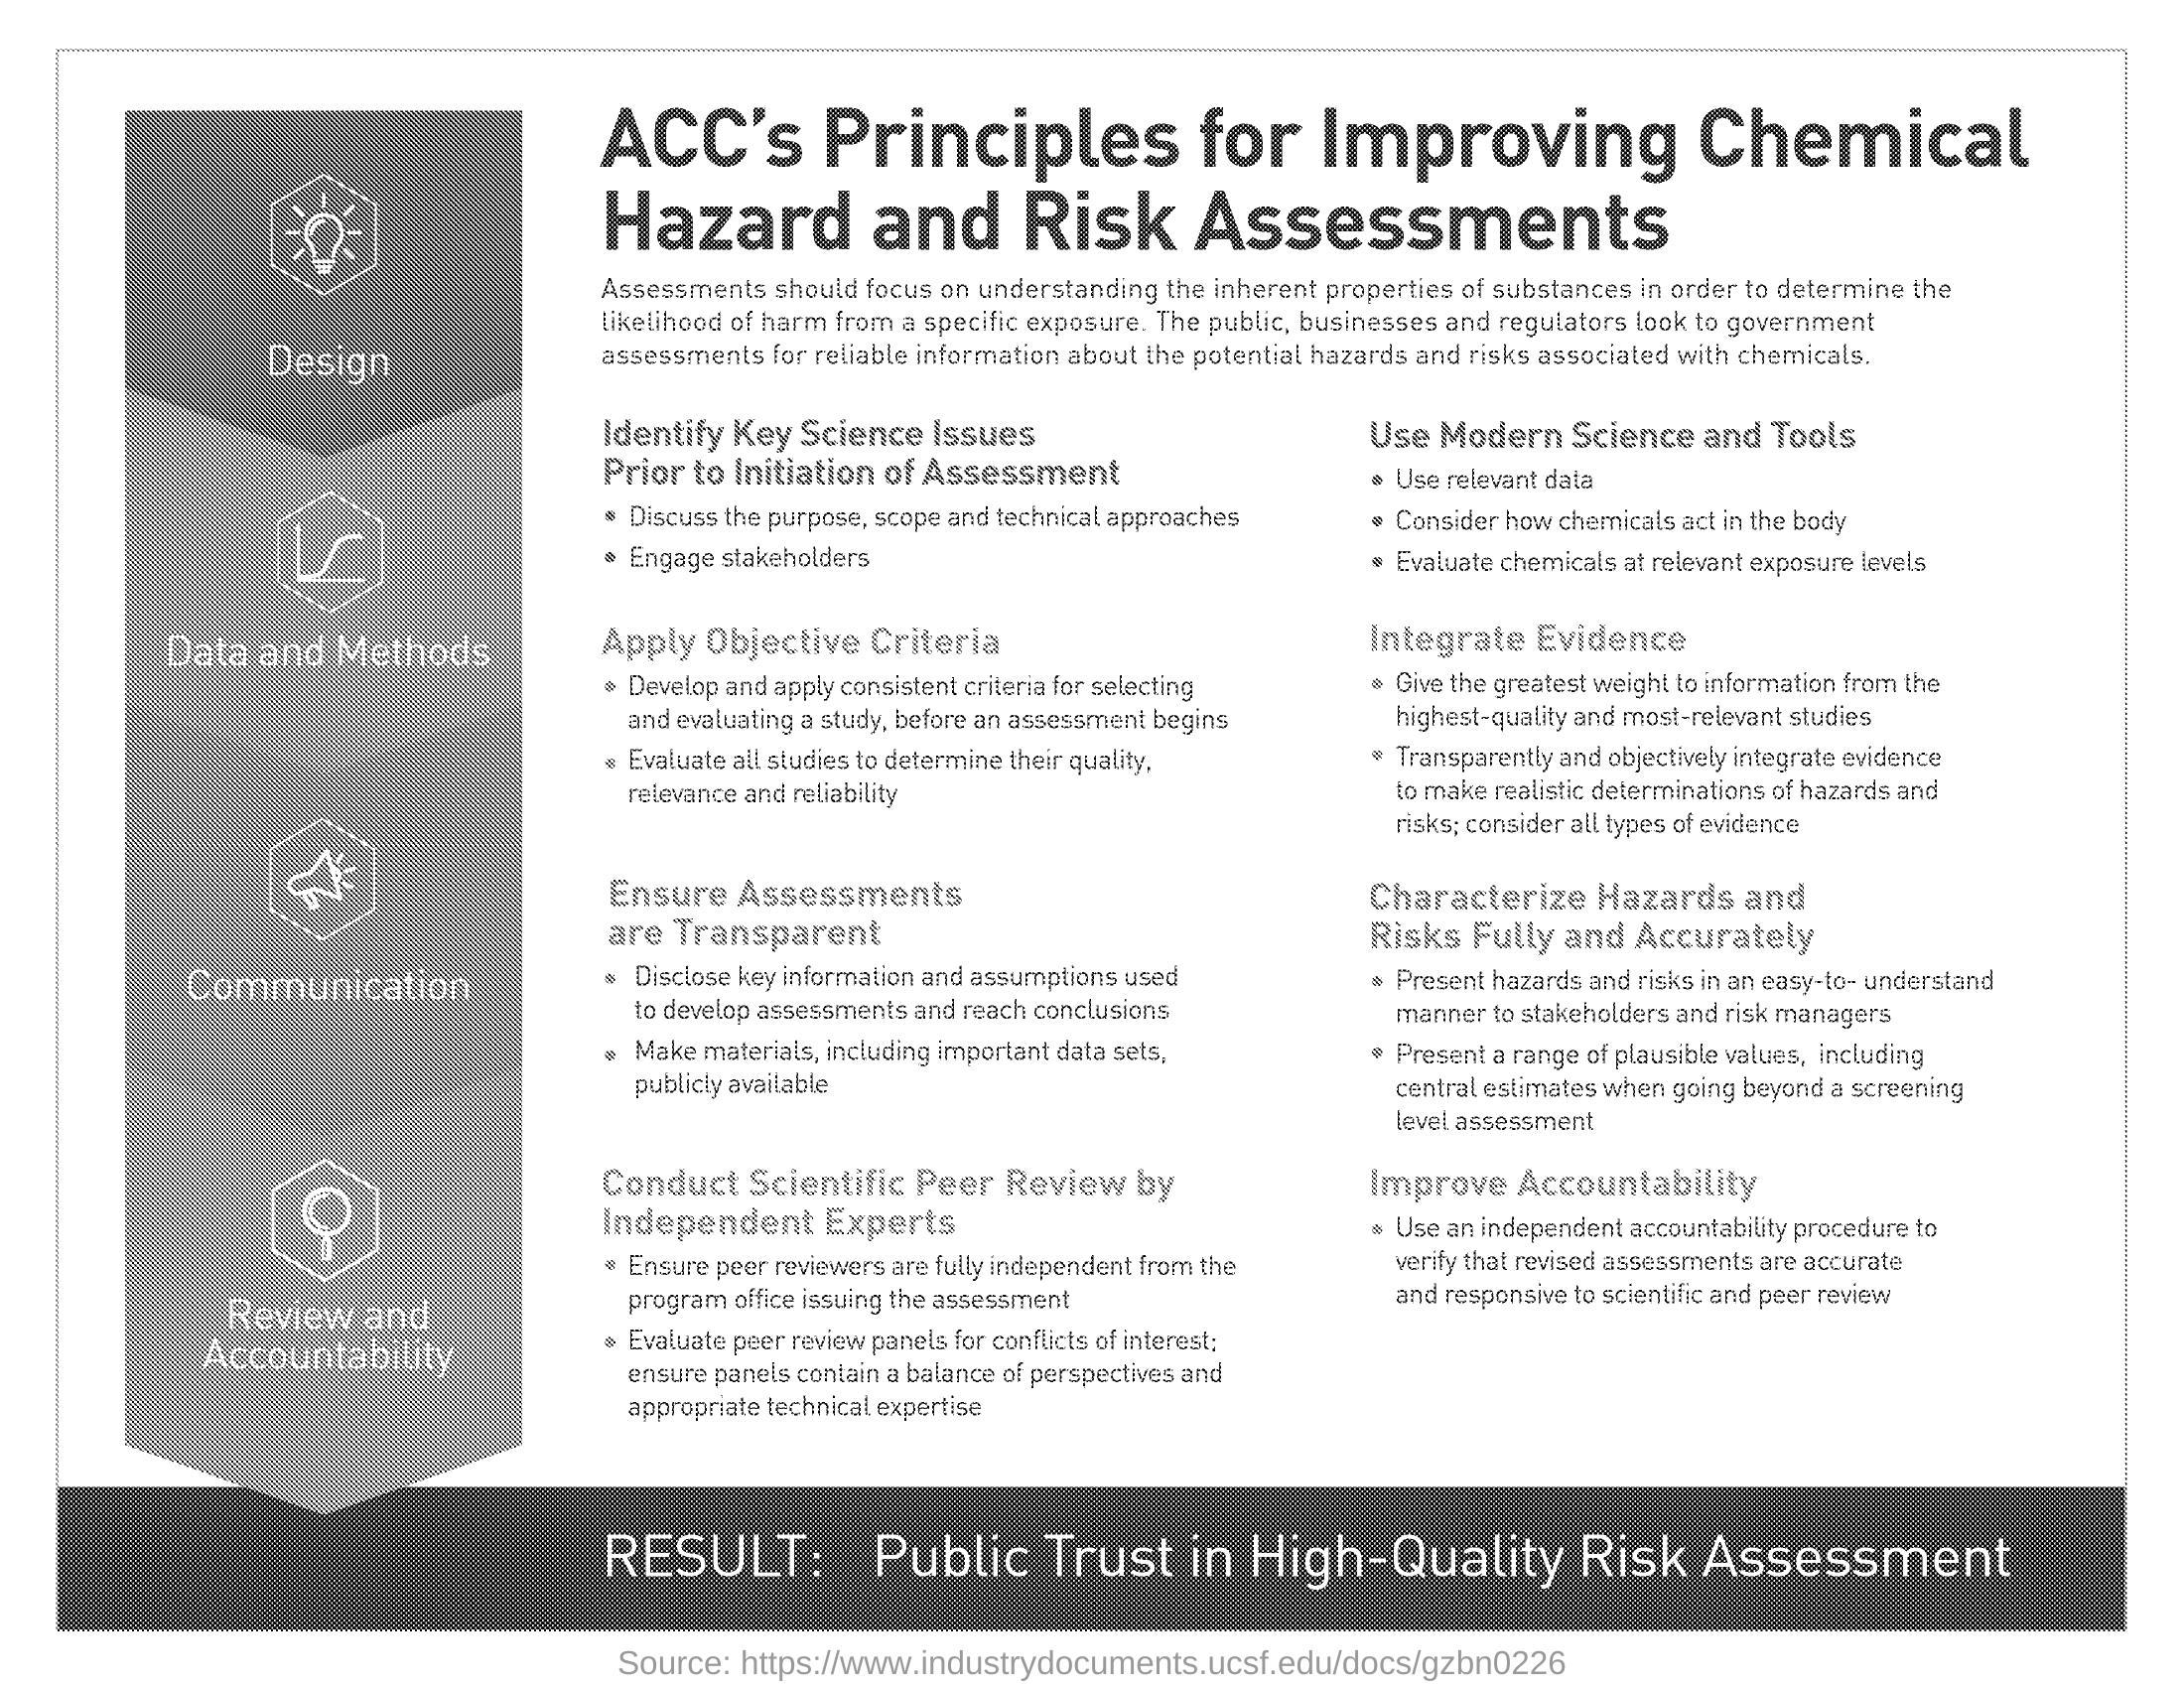 ACC's Principles for Improving Chemical
Hazard and Risk Assessments
Assessments should focus on understanding the inherent properties of substances in order to determine the
likelihood of harm from a specific exposure. The public, businesses and regulators look to government
assessments for reliable information about the potential hazards and risks associated with chemicals.
Design
Identify Key Science Issues
Prior to Initiation of Assessment
• Discuss the purpose, scope and technical approaches
• Engage stakeholders
Use Modern Science and Tools
• Use relevant data
• Consider how chemicals act in the body
• Evaluate chemicals at relevant exposure levels
Data and Methods
Apply Objective Criteria
• Develop and apply consistent criteria for selecting
and evaluating a study, before an assessment begins
• Evaluate all studies to determine their quality,
relevance and reliability
Integrate Evidence
• Give the greatest weight to information from the
highest-quality and most-relevant studies
• Transparently and objectively integrate evidence
to make realistic determinations of hazards and
risks; consider all types of evidence
Communication
Ensure Assessments
are Transparent
• Disclose key information and assumptions used
to develop assessments and reach conclusions
• Make materials, including important data sets,
publicly available
Characterize Hazards and
Risks Fully and Accurately
• Present hazards and risks in an easy-to- understand
manner to stakeholders and risk managers
• Present a range of plausible values, including
central estimates when going beyond a screening
level assessment
Review and
Accountability
Conduct Scientific Peer Review by
Independent Experts
• Ensure peer reviewers are fully independent from the
program office issuing the assessment
• Evaluate peer review panels for conflicts of interest;
ensure panels contain a balance of perspectives and
appropriate technical expertise
Improve Accountability
• Use an independent accountability procedure to
verify that revised assessments are accurate
and responsive to scientific and peer review
RESULT: Public Trust in High-Quality Risk Assessment
Source: https://www.industrydocuments.ucsf.edu/docs/gzbn0226